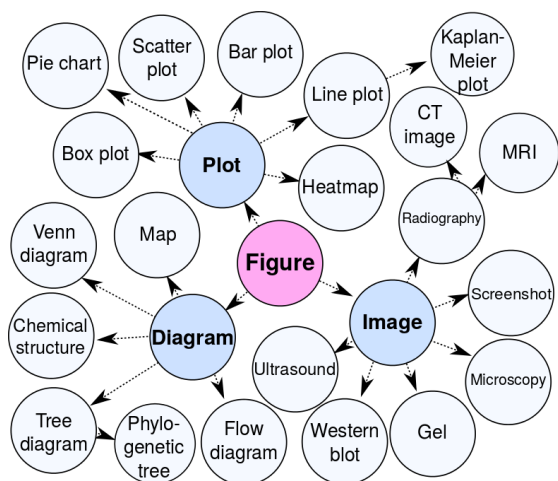 Pie chart
Scatter
plot
Bar plot
Kaplan-
Meier
plot
Line plot
CT
image
MRI
Box plot
Plot
Heatmap
Radiography
Venn
diagram
Map
Figure
Screenshot
Chemical
structure
Diagram
Image
Ultrasound
Microscopy
Tree
diagram
Phylo-
genetic
tree
Flow
diagram
Western
blot
Gel